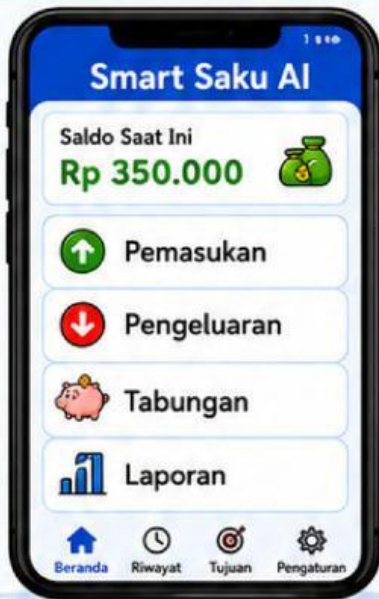 Smart Saku AI
Saldo Saat Ini
Rp 350.000
Pemasukan
Pengeluaran
Tabungan
Laporan
Beranda Riwayat Tujuan Pengaturan